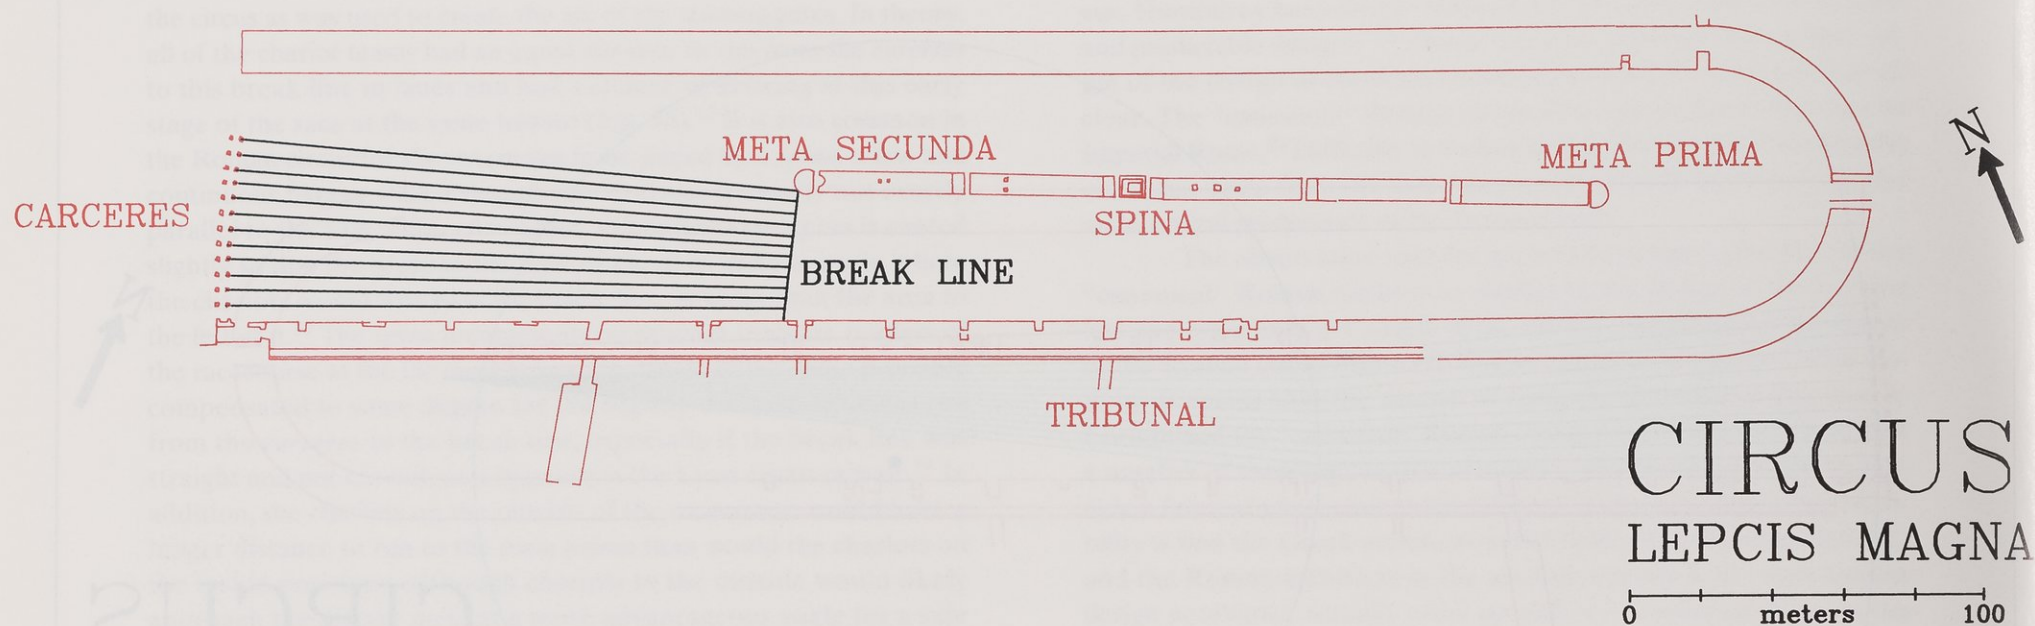 META SECUNDA
META PRIMA
N
CARCERES
SPINA
BREAK LINE
TRIBUNAL
CIRCUS
LEPCIS MAGNA
0 meters 100